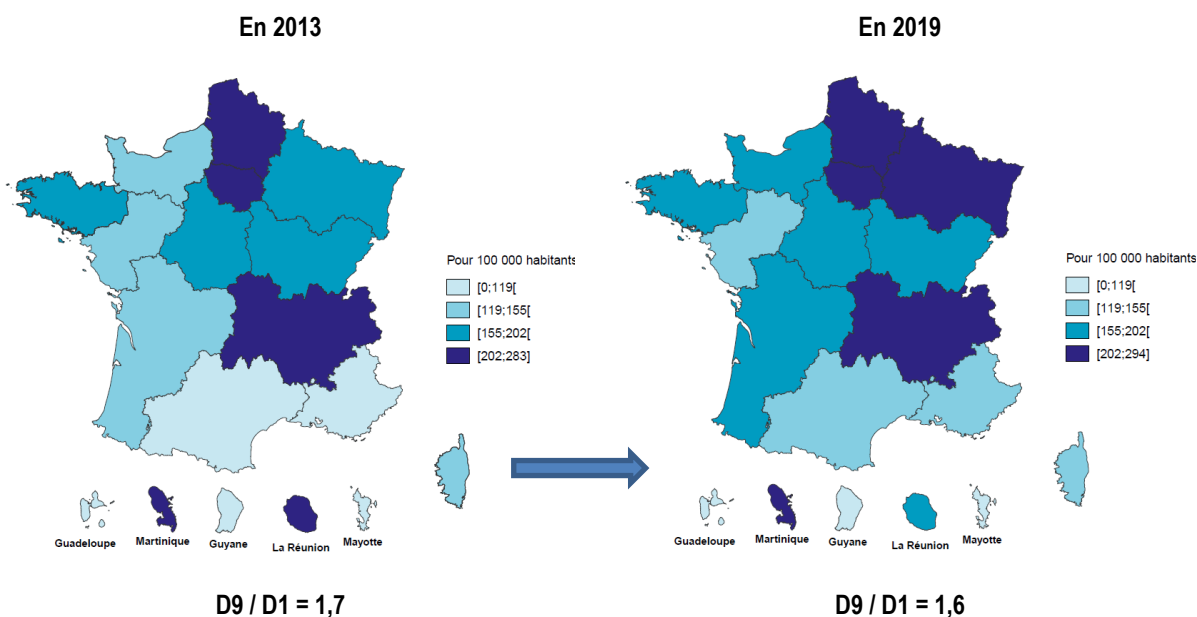 En 2013
Pour 100 000 habitants
[0;119[
[119;155[
[155;202[
[202;283]
Guadeloupe
Martinique
Guyane
La Réunion
Mayotte
D9 / D1 = 1,7
En 2019
Pour 100 000 habitants
[0;119[
[119;155[
[155;202[
[202;294]
Guadeloupe
Martinique
Guyane
La Réunion
Mayotte
D9 / D1 = 1,6